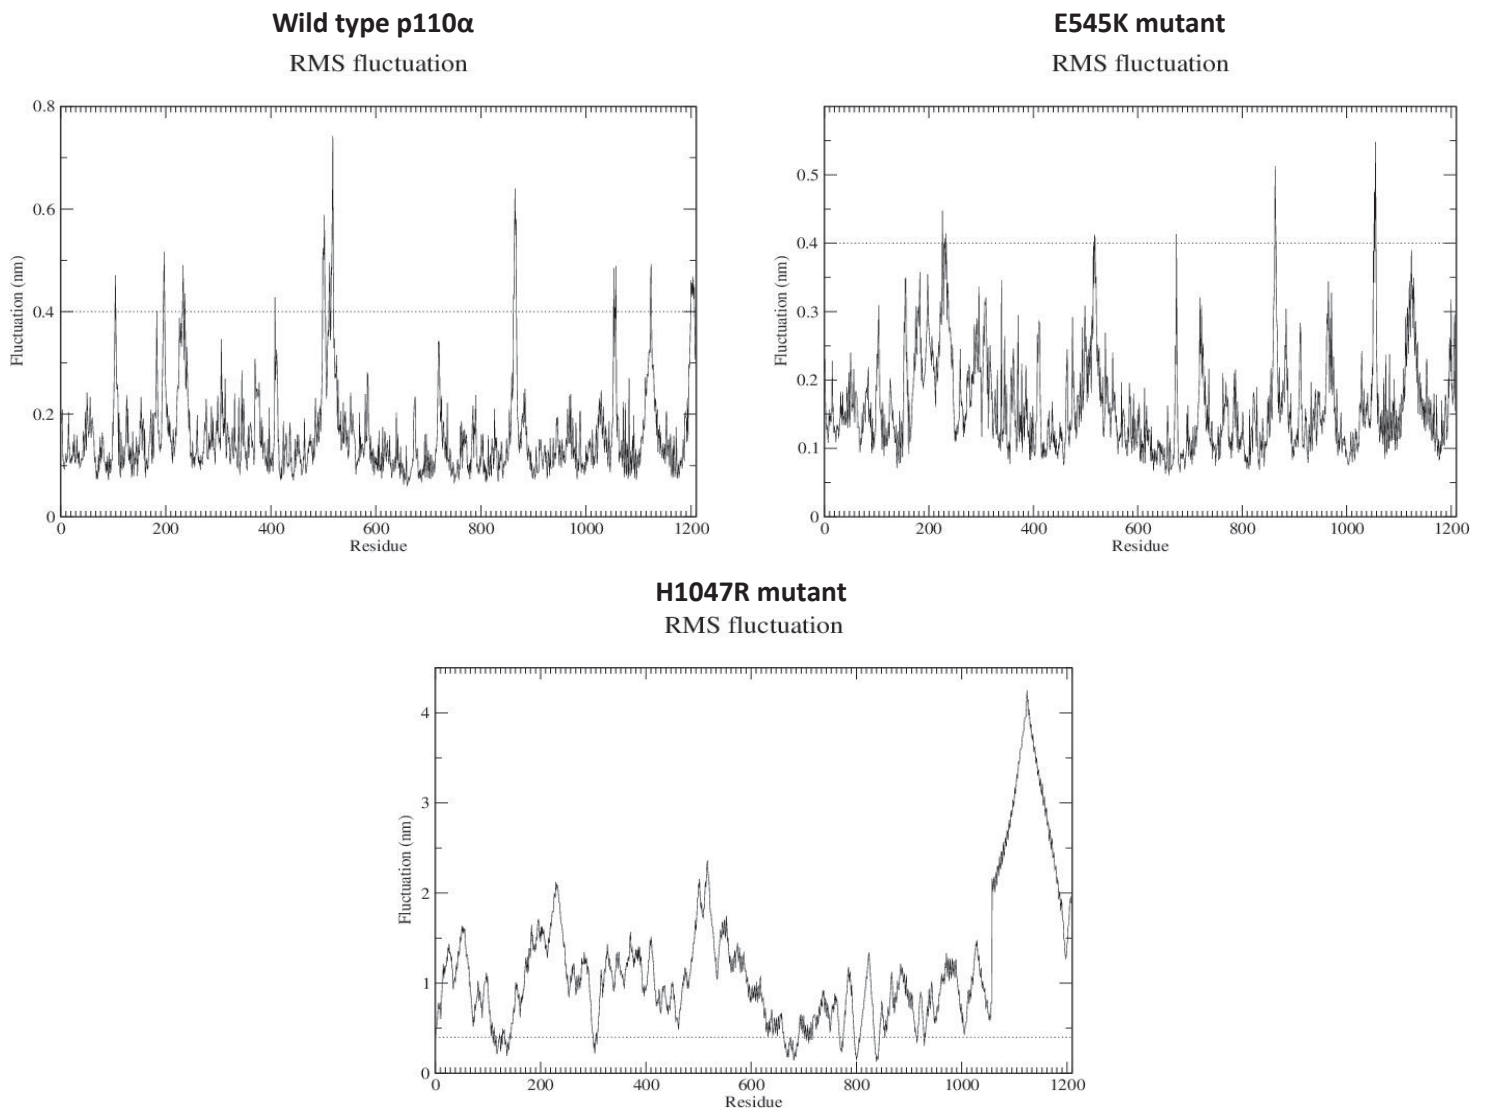 Wild type p110α
RMS fluctuation
0.8
0.6
0.4
0.2
0
Fluctuation (nm)
0 200 400 600 800 1000 1200
Residue
E545K mutant
RMS fluctuation
0.5
0.4
0.3
0.2
0.1
0
Fluctuation (nm)
0 200 400 600 800 1000 1200
Residue
H1047R mutant
RMS fluctuation
4
3
2
1
0
Fluctuation (nm)
0 200 400 600 800 1000 1200
Residue